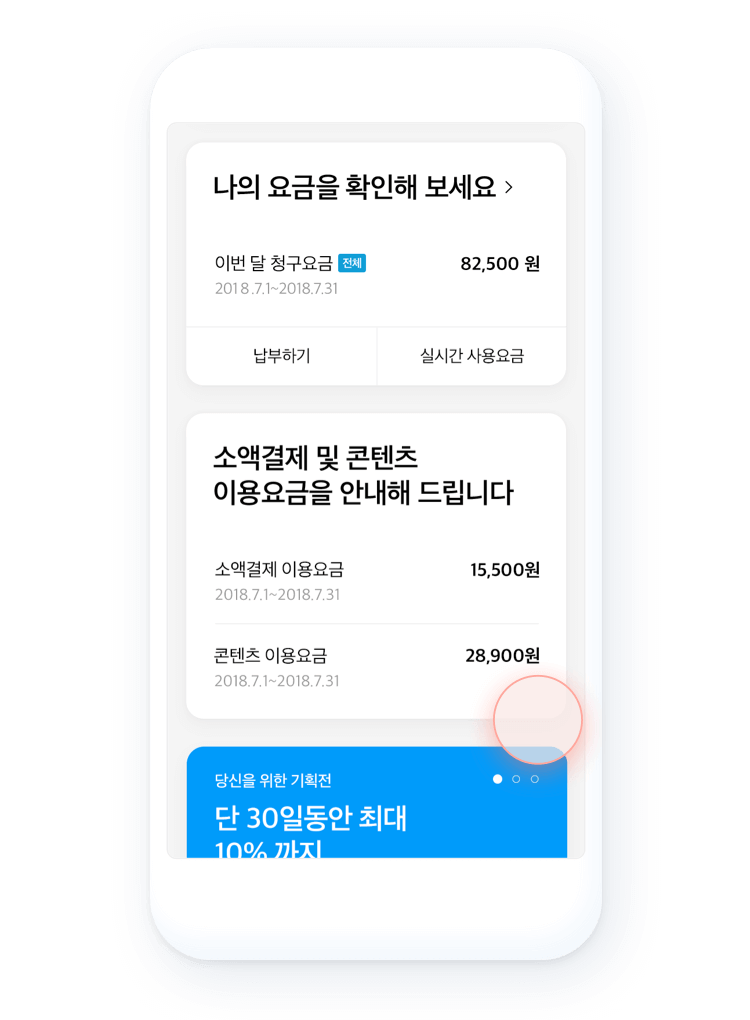 나의 요금을 확인해 보세요 >
이번 달 청구요금 전체 82,500 원
2018.7.1~2018.7.31
납부하기 실시간 사용요금
소액결제 및 콘텐츠
이용요금을 안내해 드립니다
소액결제 이용요금 15,500원
2018.7.1~2018.7.31
콘텐츠 이용요금 28,900원
2018.7.1~2018.7.31
당신을 위한 기획전
단 30일동안 최대
10% 까지